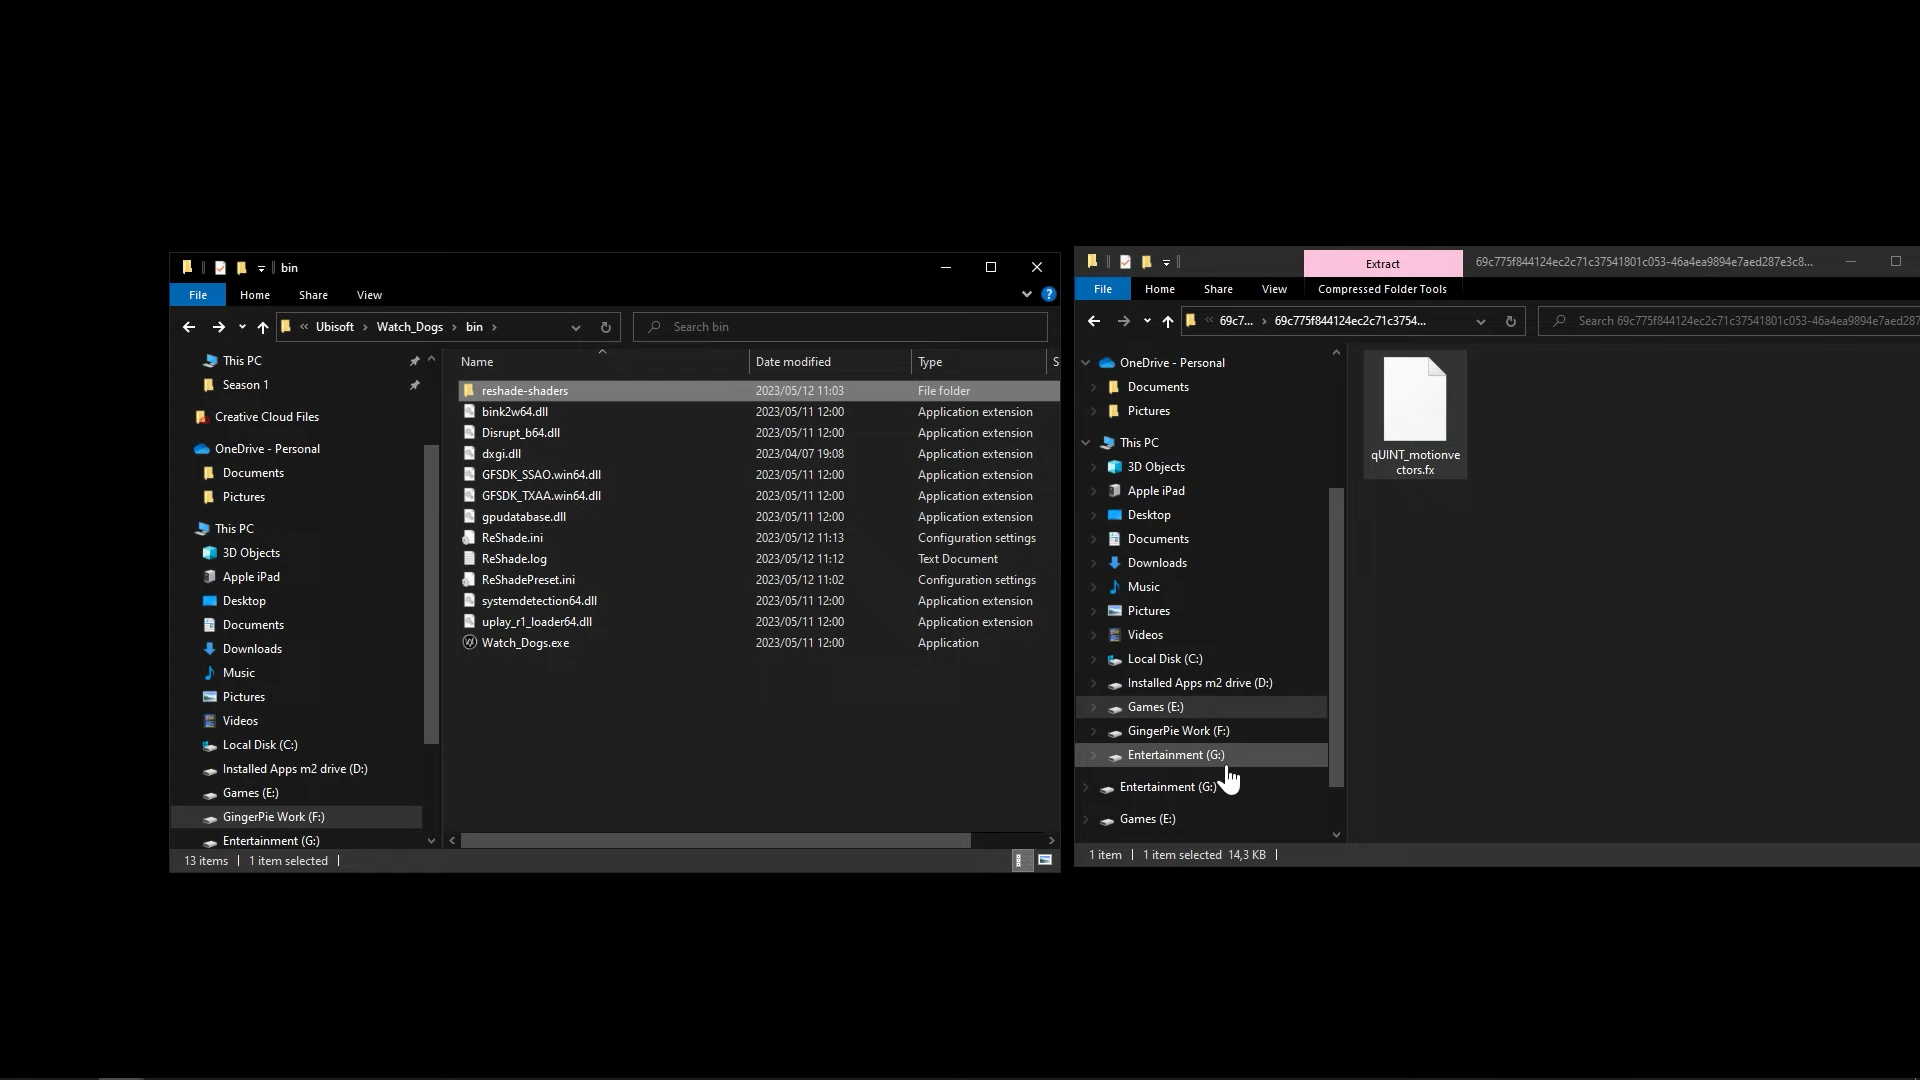 bin
File Home Share View
« Ubisoft > Watch_Dogs > bin >
Search bin
This PC
Season 1
Creative Cloud Files
OneDrive - Personal
Documents
Pictures
This PC
3D Objects
Apple iPad
Desktop
Documents
Downloads
Music
Pictures
Videos
Local Disk (C:)
Installed Apps m2 drive (D:)
Games (E:)
GingerPie Work (F:)
Entertainment (G:)
Name Date modified Type S
reshade-shaders 2023/05/12 11:03 File folder
bink2w64.dll 2023/05/11 12:00 Application extension
Disrupt_b64.dll 2023/05/11 12:00 Application extension
dxgi.dll 2023/04/07 19:08 Application extension
GFSDK_SSAO.win64.dll 2023/05/11 12:00 Application extension
GFSDK_TXAA.win64.dll 2023/05/11 12:00 Application extension
gpudatabase.dll 2023/05/11 12:00 Application extension
ReShade.ini 2023/05/12 11:13 Configuration settings
ReShade.log 2023/05/12 11:12 Text Document
ReShadePreset.ini 2023/05/12 11:02 Configuration settings
systemdetection64.dll 2023/05/11 12:00 Application extension
uplay_r1_loader64.dll 2023/05/11 12:00 Application extension
Watch_Dogs.exe 2023/05/11 12:00 Application
13 items 1 item selected
Extract
69c775f844124ec2c71c37541801c053-46a4ea9894e7aed287e3c8...
File Home Share View Compressed Folder Tools
« 69c7... > 69c775f844124ec2c71c3754...
Search 69c775f844124ec2c71c37541801c053-46a4ea9894e7aed287
OneDrive - Personal
Documents
Pictures
This PC
3D Objects
Apple iPad
Desktop
Documents
Downloads
Music
Pictures
Videos
Local Disk (C:)
Installed Apps m2 drive (D:)
Games (E:)
GingerPie Work (F:)
Entertainment (G:)
Entertainment (G:)
Games (E:)
qUINT_motionve
ctors.fx
1 item 1 item selected 14,3 KB